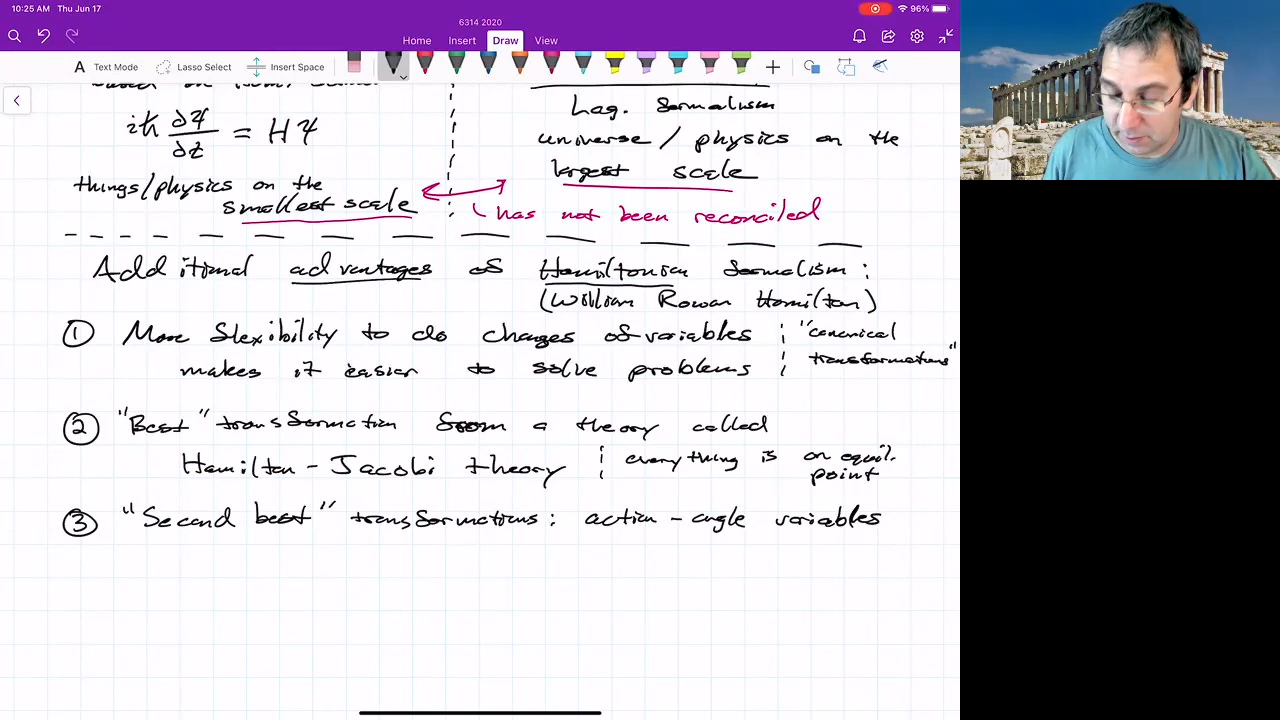 10:25 AM Thu Jun 17
96%
6314 2020
Home Insert Draw View
A Text Mode Lasso Select Insert Space
based on
Lag. formalism
iħ ∂Ψ/∂t = HΨ
universe / physics on the
largest scale
things/physics on the
smallest scale
has not been reconciled
Additional advantages of Hamiltonian formalism:
(William Rowan Hamilton)
① More flexibility to do changes of variables
makes it easier to solve problems
"canonical
transformations"
② "Best" transformation from a theory called
Hamilton-Jacobi theory
everything is an equil.
point
③ "Second best" transformations: action-angle variables